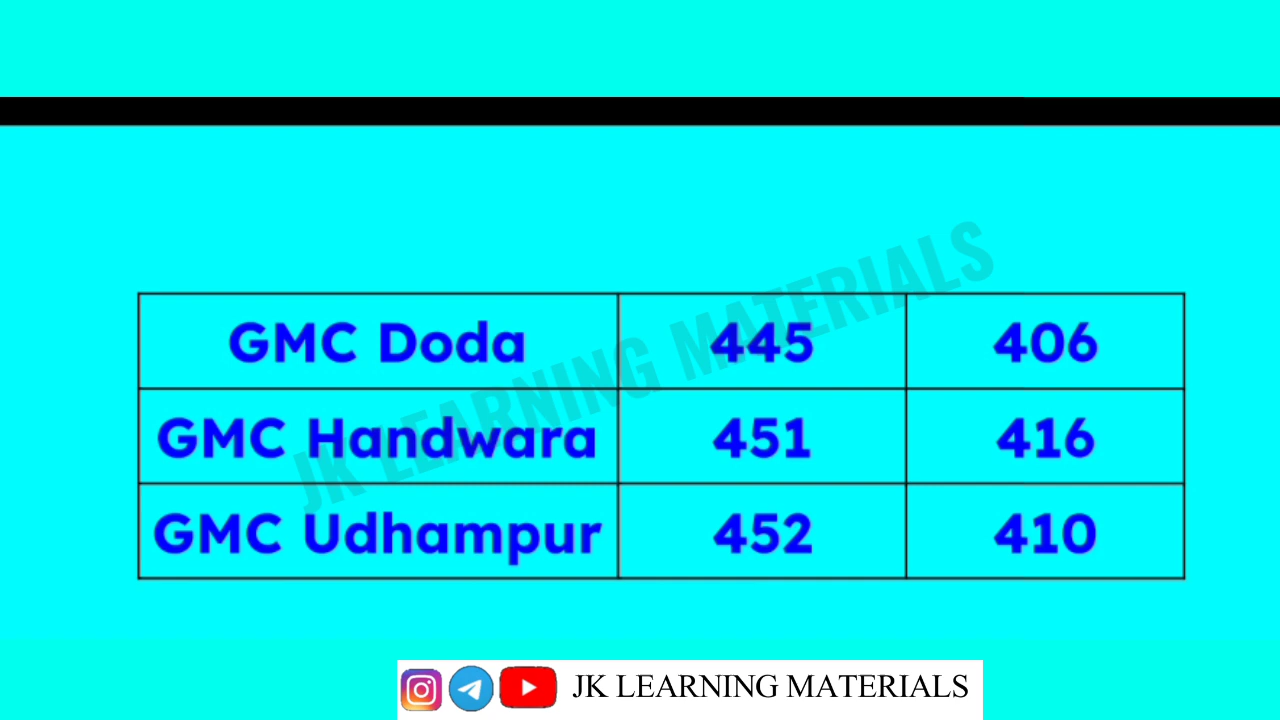 GMC Doda 445 406
GMC Handwara 451 416
GMC Udhampur 452 410
JK LEARNING MATERIALS
JK LEARNING MATERIALS